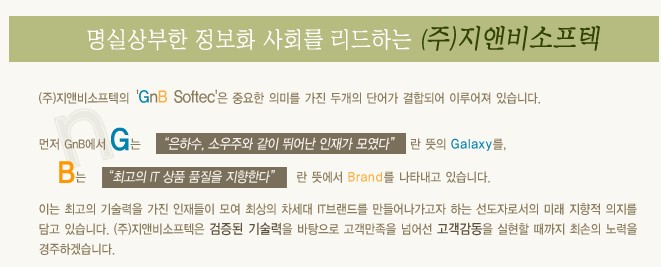 명실상부한 정보화 사회를 리드하는 (주)지앤비소프텍
(주)지앤비소프텍의 'GnB Softec'은 중요한 의미를 가진 두개의 단어가 결합되어 이루어져 있습니다.
먼저 GnB에서 G는 "은하수, 소우주와 같이 뛰어난 인재가 모였다" 란 뜻의 Galaxy를,
B는 "최고의 IT 상품 품질을 지향한다" 란 뜻에서 Brand를 나타내고 있습니다.
이는 최고의 기술력을 가진 인재들이 모여 최상의 차세대 IT브랜드를 만들어나가고자 하는 선도자로서의 미래 지향적 의지를
담고 있습니다. (주)지앤비소프텍은 검증된 기술력을 바탕으로 고객만족을 넘어선 고객감동을 실현할 때까지 최손의 노력을
경주하겠습니다.